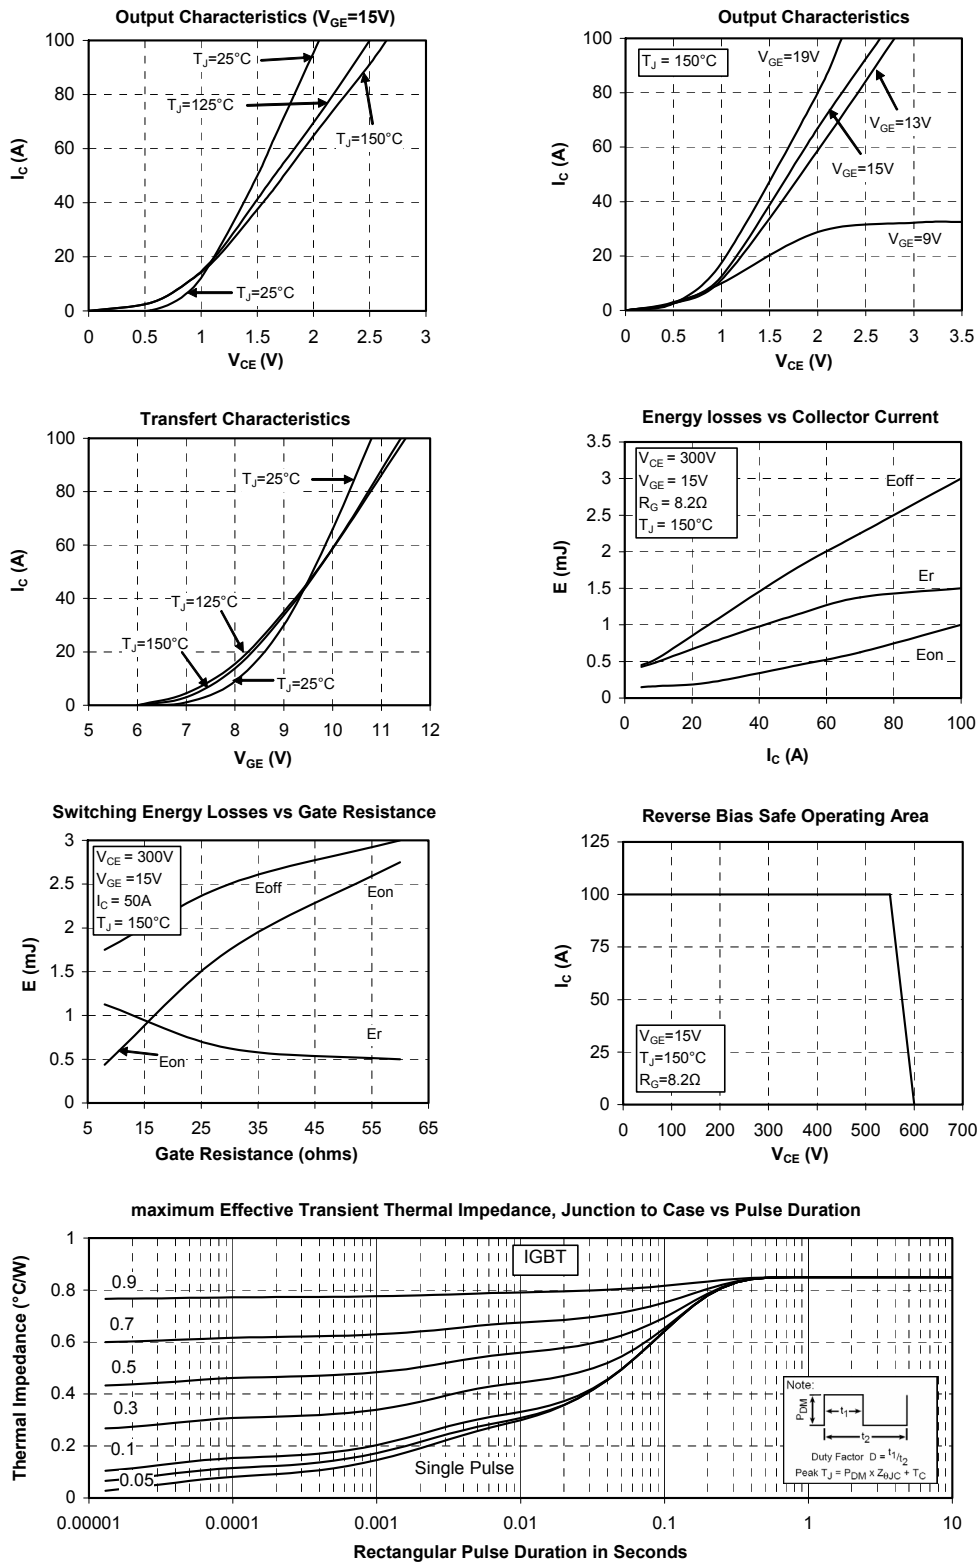 Output Characteristics (VGE=15V)
100
80
60
40
20
0
IC (A)
TJ=25°C
TJ=125°C
TJ=150°C
TJ=25°C
0 0.5 1 1.5 2 2.5 3
VCE (V)
Output Characteristics
100
80
60
40
20
0
IC (A)
TJ = 150°C
VGE=19V
VGE=13V
VGE=15V
VGE=9V
0 0.5 1 1.5 2 2.5 3 3.5
VCE (V)
Transfert Characteristics
100
80
60
40
20
0
IC (A)
TJ=25°C
TJ=125°C
TJ=150°C
TJ=25°C
5 6 7 8 9 10 11 12
VGE (V)
Energy losses vs Collector Current
3.5
3
2.5
2
1.5
1
0.5
0
E (mJ)
VCE = 300V
VGE = 15V
RG = 8.2Ω
TJ = 150°C
Eoff
Er
Eon
0 20 40 60 80 100
IC (A)
Switching Energy Losses vs Gate Resistance
3
2.5
2
1.5
1
0.5
0
E (mJ)
VCE = 300V
VGE =15V
IC = 50A
TJ = 150°C
Eoff
Eon
Er
Eon
5 15 25 35 45 55 65
Gate Resistance (ohms)
Reverse Bias Safe Operating Area
125
100
75
50
25
0
IC (A)
VGE=15V
TJ=150°C
RG=8.2Ω
0 100 200 300 400 500 600 700
VCE (V)
maximum Effective Transient Thermal Impedance, Junction to Case vs Pulse Duration
1
0.8
0.6
0.4
0.2
0
Thermal Impedance (°C/W)
IGBT
0.9
0.7
0.5
0.3
0.1
0.05
Single Pulse
Note:
PDM
t1
t2
Duty Factor D = t1/t2
Peak TJ = PDM x ZθJC + TC
0.00001 0.0001 0.001 0.01 0.1 1 10
Rectangular Pulse Duration in Seconds